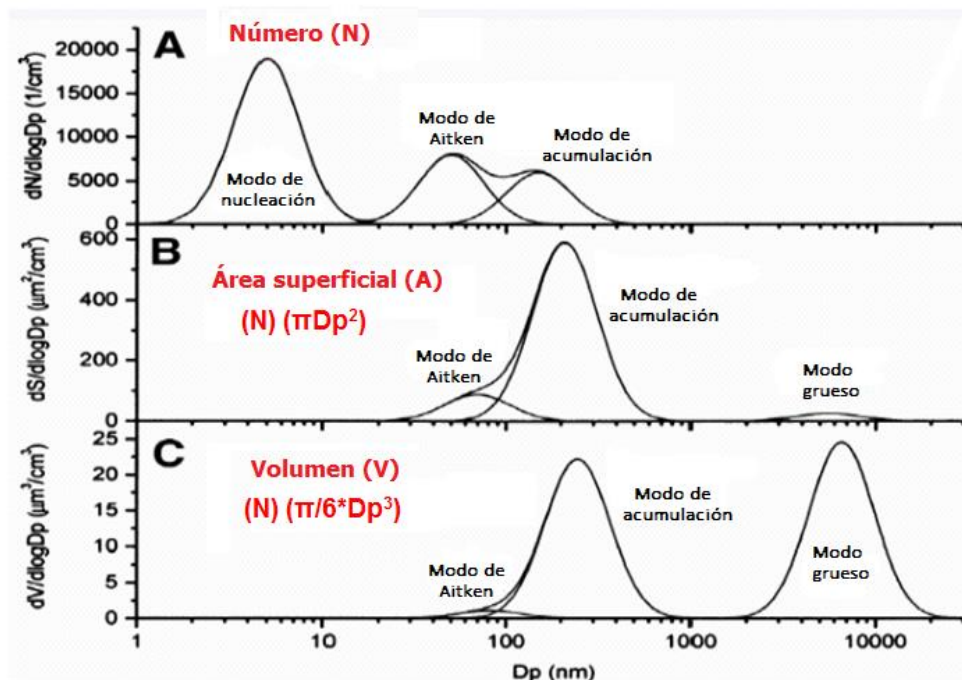 A
Número (N)
dN/dlogDp (1/cm³)
20000
15000
10000
5000
0
Modo de
nucleación
Modo de
Aitken
Modo de
acumulación
B
Área superficial (A)
(N) (πDp²)
dS/dlogDp (μm²/cm³)
600
400
200
0
Modo de
Aitken
Modo de
acumulación
Modo
grueso
C
Volumen (V)
(N) (π/6*Dp³)
dV/dlogDp (μm³/cm³)
25
20
15
10
5
0
Modo de
Aitken
Modo de
acumulación
Modo
grueso
1 10 100 1000 10000
Dp (nm)